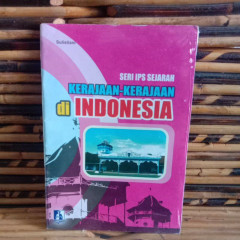 SERI IPS SEJARAH
KERAJAAN-KERAJAAN
di INDONESIA